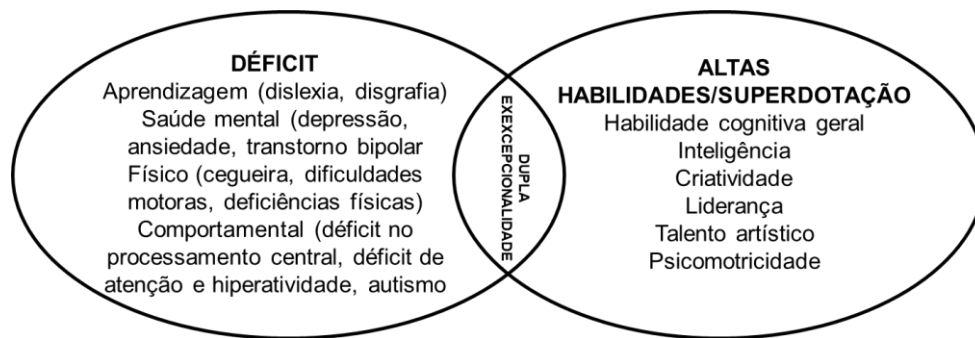 DÉFICIT
Aprendizagem (dislexia, disgrafia)
Saúde mental (depressão,
ansiedade, transtorno bipolar
Físico (cegueira, dificuldades
motoras, deficiências físicas)
Comportamental (déficit no
processamento central, déficit de
atenção e hiperatividade, autismo
DUPLA
EXEXCEPCIONALIDADE
ALTAS
HABILIDADES/SUPERDOTAÇÃO
Habilidade cognitiva geral
Inteligência
Criatividade
Liderança
Talento artístico
Psicomotricidade